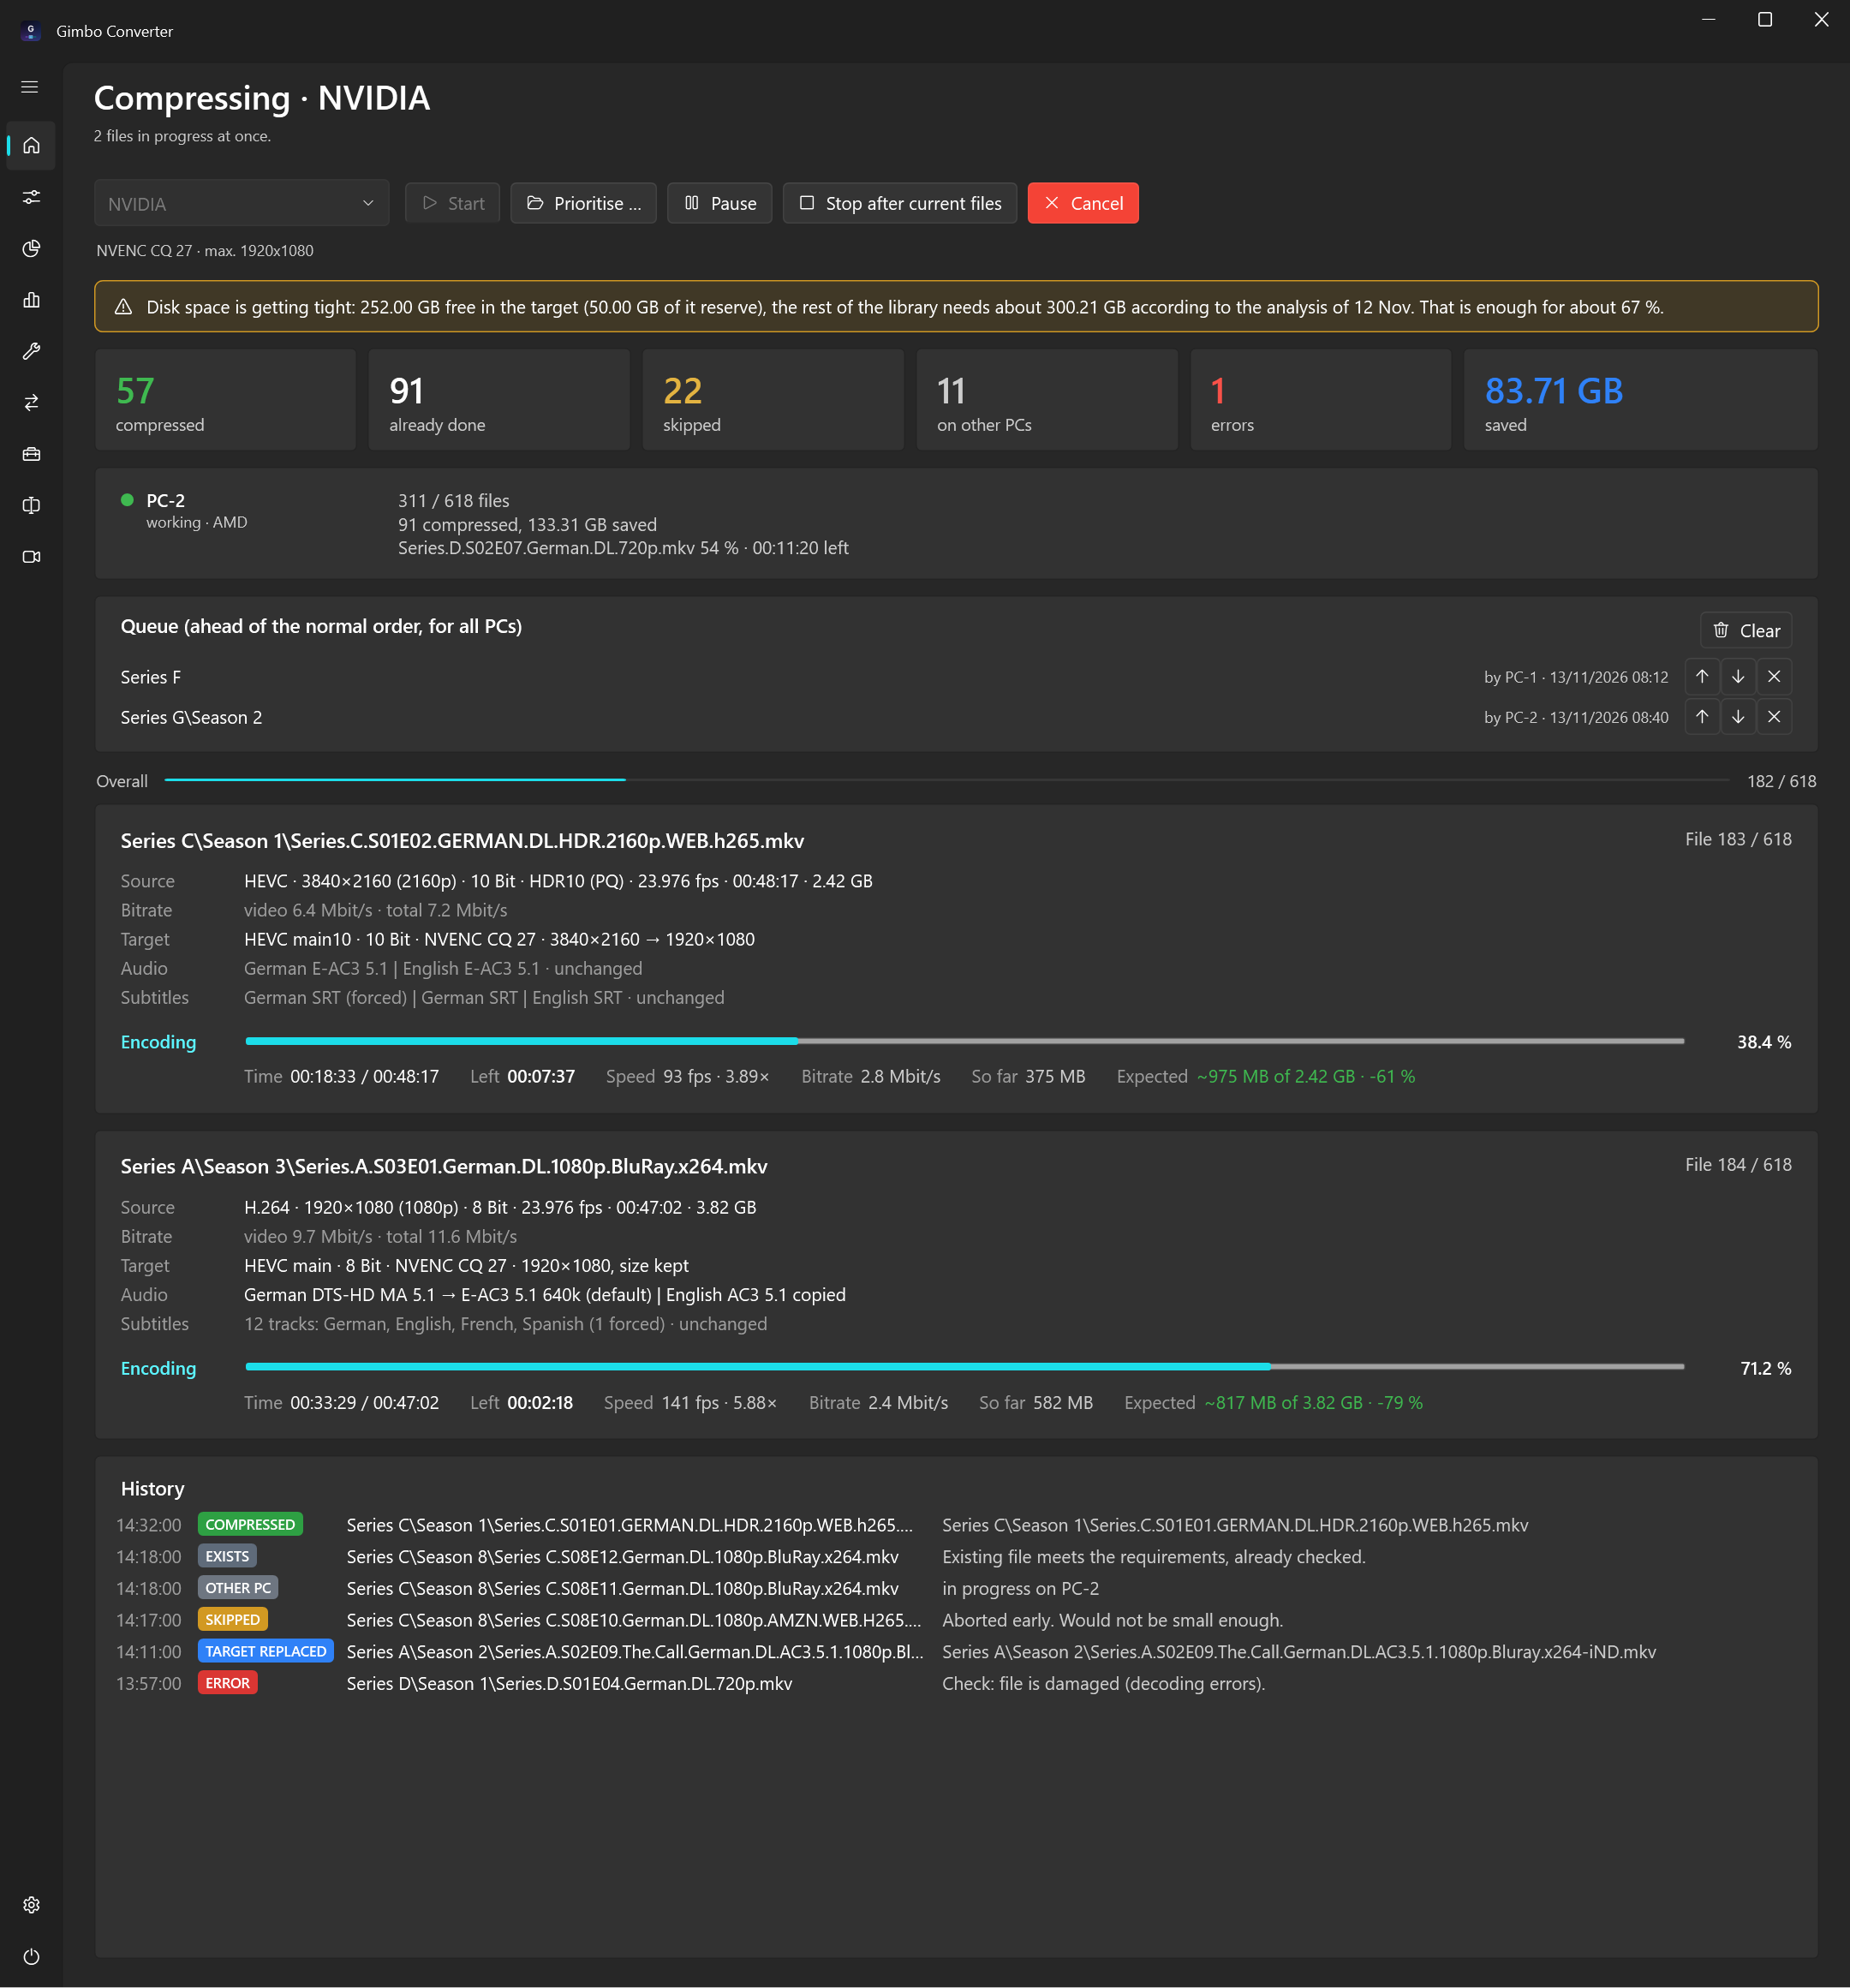 Gimbo Converter
Compressing · NVIDIA
2 files in progress at once.
NVIDIA
Start
Prioritise ...
Pause
Stop after current files
Cancel
NVENC CQ 27 · max. 1920x1080
Disk space is getting tight: 252.00 GB free in the target (50.00 GB of it reserve), the rest of the library needs about 300.21 GB according to the analysis of 12 Nov. That is enough for about 67 %.
57
compressed
91
already done
22
skipped
11
on other PCs
1
errors
83.71 GB
saved
PC-2
working · AMD
311 / 618 files
91 compressed, 133.31 GB saved
Series.D.S02E07.German.DL.720p.mkv 54 % · 00:11:20 left
Queue (ahead of the normal order, for all PCs)
Clear
Series F by PC-1 · 13/11/2026 08:12
Series G\Season 2 by PC-2 · 13/11/2026 08:40
Overall 182 / 618
Series C\Season 1\Series.C.S01E02.GERMAN.DL.HDR.2160p.WEB.h265.mkv File 183 / 618
Source HEVC · 3840×2160 (2160p) · 10 Bit · HDR10 (PQ) · 23.976 fps · 00:48:17 · 2.42 GB
Bitrate video 6.4 Mbit/s · total 7.2 Mbit/s
Target HEVC main10 · 10 Bit · NVENC CQ 27 · 3840×2160 → 1920×1080
Audio German E-AC3 5.1 | English E-AC3 5.1 · unchanged
Subtitles German SRT (forced) | German SRT | English SRT · unchanged
Encoding 38.4 %
Time 00:18:33 / 00:48:17 Left 00:07:37 Speed 93 fps · 3.89× Bitrate 2.8 Mbit/s So far 375 MB Expected ~975 MB of 2.42 GB · -61 %
Series A\Season 3\Series.A.S03E01.German.DL.1080p.BluRay.x264.mkv File 184 / 618
Source H.264 · 1920×1080 (1080p) · 8 Bit · 23.976 fps · 00:47:02 · 3.82 GB
Bitrate video 9.7 Mbit/s · total 11.6 Mbit/s
Target HEVC main · 8 Bit · NVENC CQ 27 · 1920×1080, size kept
Audio German DTS-HD MA 5.1 → E-AC3 5.1 640k (default) | English AC3 5.1 copied
Subtitles 12 tracks: German, English, French, Spanish (1 forced) · unchanged
Encoding 71.2 %
Time 00:33:29 / 00:47:02 Left 00:02:18 Speed 141 fps · 5.88× Bitrate 2.4 Mbit/s So far 582 MB Expected ~817 MB of 3.82 GB · -79 %
History
14:32:00 COMPRESSED Series C\Season 1\Series.C.S01E01.GERMAN.DL.HDR.2160p.WEB.h265.... Series C\Season 1\Series.C.S01E01.GERMAN.DL.HDR.2160p.WEB.h265.mkv
14:18:00 EXISTS Series C\Season 8\Series C.S08E12.German.DL.1080p.BluRay.x264.mkv Existing file meets the requirements, already checked.
14:18:00 OTHER PC Series C\Season 8\Series C.S08E11.German.DL.1080p.BluRay.x264.mkv in progress on PC-2
14:17:00 SKIPPED Series C\Season 8\Series C.S08E10.German.DL.1080p.AMZN.WEB.H265.... Aborted early. Would not be small enough.
14:11:00 TARGET REPLACED Series A\Season 2\Series.A.S02E09.The.Call.German.DL.AC3.5.1.1080p.Bl... Series A\Season 2\Series.A.S02E09.The.Call.German.DL.AC3.5.1.1080p.Bluray.x264-iND.mkv
13:57:00 ERROR Series D\Season 1\Series.D.S01E04.German.DL.720p.mkv Check: file is damaged (decoding errors).